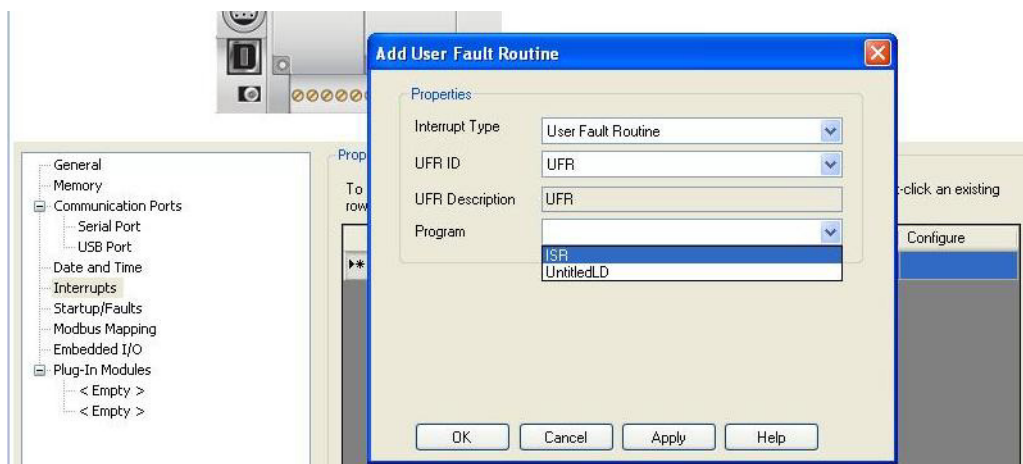 Add User Fault Routine
Properties
Interrupt Type
User Fault Routine
UFR ID
UFR
UFR Description
UFR
Program
ISR
UntitledLD
OK
Cancel
Apply
Help
General
Memory
Communication Ports
Serial Port
USB Port
Date and Time
Interrupts
Startup/Faults
Modbus Mapping
Embedded I/O
Plug-In Modules
< Empty >
< Empty >
Prop
To
row
-click an existing
Configure